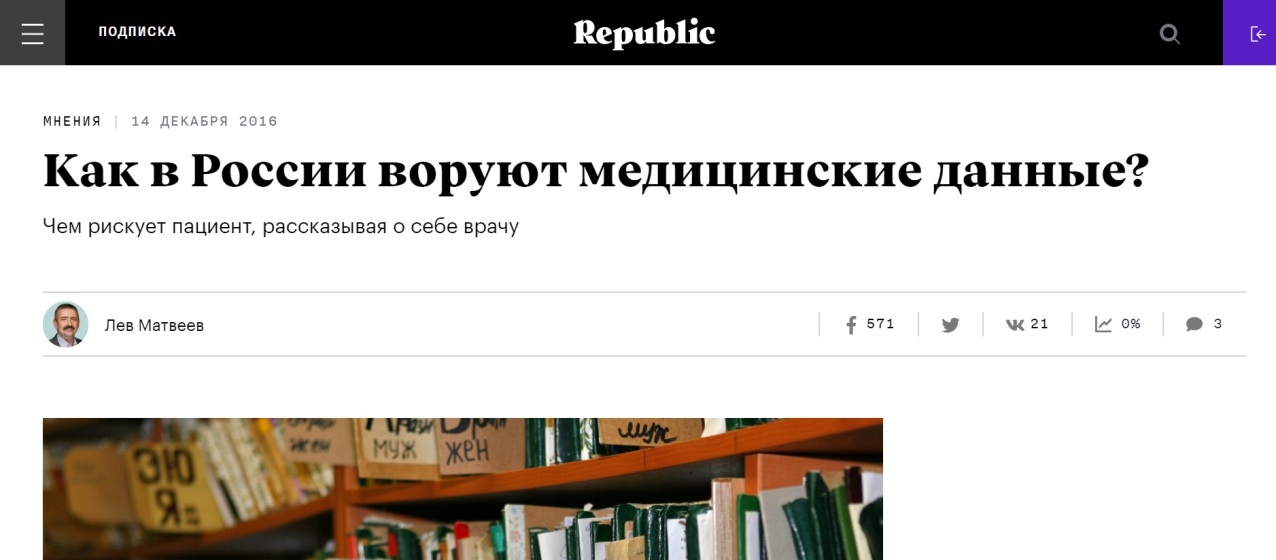 ПОДПИСКА
Republic
МНЕНИЯ | 14 ДЕКАБРЯ 2016
Как в России воруют медицинские данные?
Чем рискует пациент, рассказывая о себе врачу
Лев Матвеев
571
21
0%
3
МУЖ
ЖЕН
муж
жен
ЗЮ
Я: